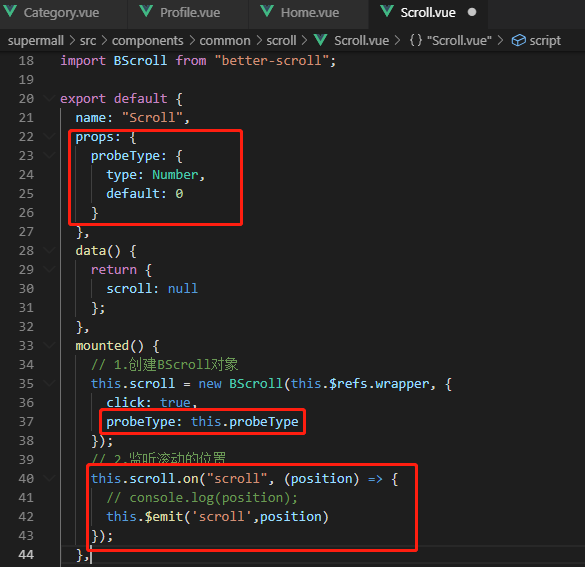 Category.vue Profile.vue Home.vue Scroll.vue
supermall > src > components > common > scroll > Scroll.vue > {} "Scroll.vue" > script
18 import BScroll from "better-scroll";
19
20 export default {
21 name: "Scroll",
22 props: {
23 probeType: {
24 type: Number,
25 default: 0
26 }
27 },
28 data() {
29 return {
30 scroll: null
31 };
32 },
33 mounted() {
34 // 1.创建BScroll对象
35 this.scroll = new BScroll(this.$refs.wrapper, {
36 click: true,
37 probeType: this.probeType
38 });
39 // 2.监听滚动的位置
40 this.scroll.on("scroll", (position) => {
41 // console.log(position);
42 this.$emit('scroll',position)
43 });
44 },